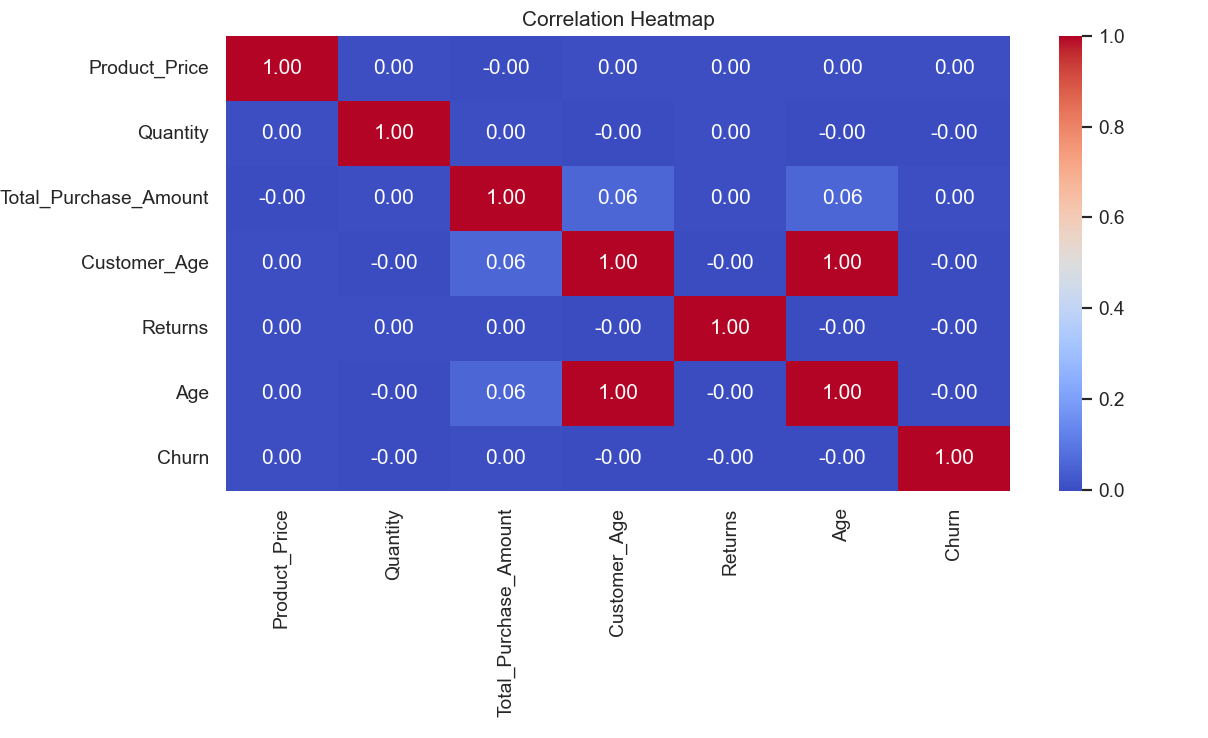 Correlation Heatmap
Product_Price 1.00 0.00 -0.00 0.00 0.00 0.00 0.00
Quantity 0.00 1.00 0.00 -0.00 0.00 -0.00 -0.00
Total_Purchase_Amount -0.00 0.00 1.00 0.06 0.00 0.06 0.00
Customer_Age 0.00 -0.00 0.06 1.00 -0.00 1.00 -0.00
Returns 0.00 0.00 0.00 -0.00 1.00 -0.00 -0.00
Age 0.00 -0.00 0.06 1.00 -0.00 1.00 -0.00
Churn 0.00 -0.00 0.00 -0.00 -0.00 -0.00 1.00
Product_Price
Quantity
Total_Purchase_Amount
Customer_Age
Returns
Age
Churn
1.0
0.8
0.6
0.4
0.2
0.0